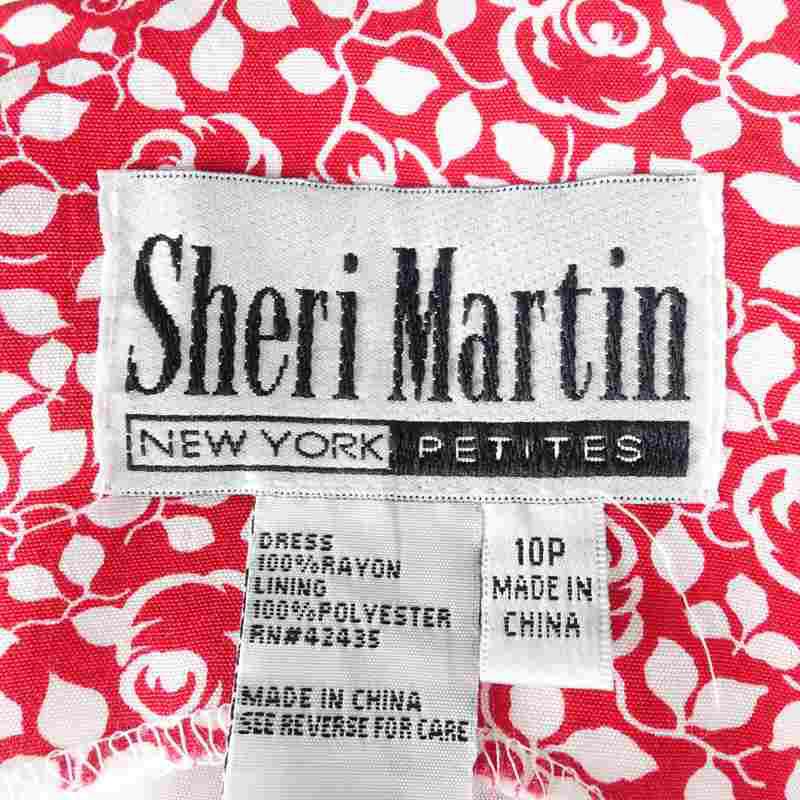 Sheri Martin
NEW YORK PETITES
DRESS
100%RAYON
LINING
100%POLYESTER
RN#42435
MADE IN CHINA
SEE REVERSE FOR CARE
10P
MADE IN
CHINA